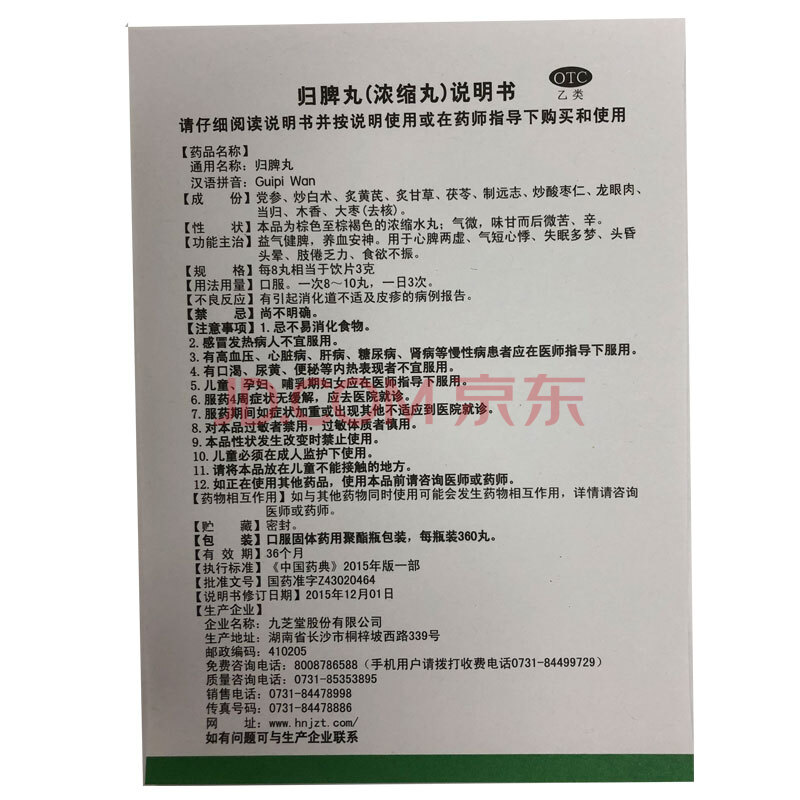 OTC
乙类
归脾丸(浓缩丸)说明书
请仔细阅读说明书并按说明使用或在药师指导下购买和使用
【药品名称】
通用名称：归脾丸
汉语拼音：Guipi Wan
【成　份】党参、炒白术、炙黄芪、炙甘草、茯苓、制远志、炒酸枣仁、龙眼肉、
当归、木香、大枣(去核)。
【性　状】本品为棕色至棕褐色的浓缩水丸；气微，味甘而后微苦、辛。
【功能主治】益气健脾，养血安神。用于心脾两虚、气短心悸、失眠多梦、头昏
头晕、肢倦乏力、食欲不振。
【规　格】每8丸相当于饮片3克
【用法用量】口服。一次8～10丸，一日3次。
【不良反应】有引起消化道不适及皮疹的病例报告。
【禁　忌】尚不明确。
【注意事项】1.忌不易消化食物。
2.感冒发热病人不宜服用。
3.有高血压、心脏病、肝病、糖尿病、肾病等慢性病患者应在医师指导下服用。
4.有口渴、尿黄、便秘等内热表现者不宜服用。
5.儿童、孕妇、哺乳期妇女应在医师指导下服用。
6.服药4周症状无缓解，应去医院就诊。
7.服药期间如症状加重或出现其他不适应到医院就诊。
8.对本品过敏者禁用，过敏体质者慎用。
9.本品性状发生改变时禁止使用。
10.儿童必须在成人监护下使用。
11.请将本品放在儿童不能接触的地方。
12.如正在使用其他药品，使用本品前请咨询医师或药师。
【药物相互作用】如与其他药物同时使用可能会发生药物相互作用，详情请咨询
医师或药师。
【贮　藏】密封。
【包　装】口服固体药用聚酯瓶包装，每瓶装360丸。
【有 效 期】36个月
【执行标准】《中国药典》2015年版一部
【批准文号】国药准字Z43020464
【说明书修订日期】2015年12月01日
【生产企业】
企业名称：九芝堂股份有限公司
生产地址：湖南省长沙市桐梓坡西路339号
邮政编码：410205
免费咨询电话：8008786588（手机用户请拨打收费电话0731-84499729）
质量咨询电话：0731-85353895
销售电话：0731-84478998
传真号码：0731-84478886
网　址：www.hnjzt.com/
如有问题可与生产企业联系
JD.COM 京东